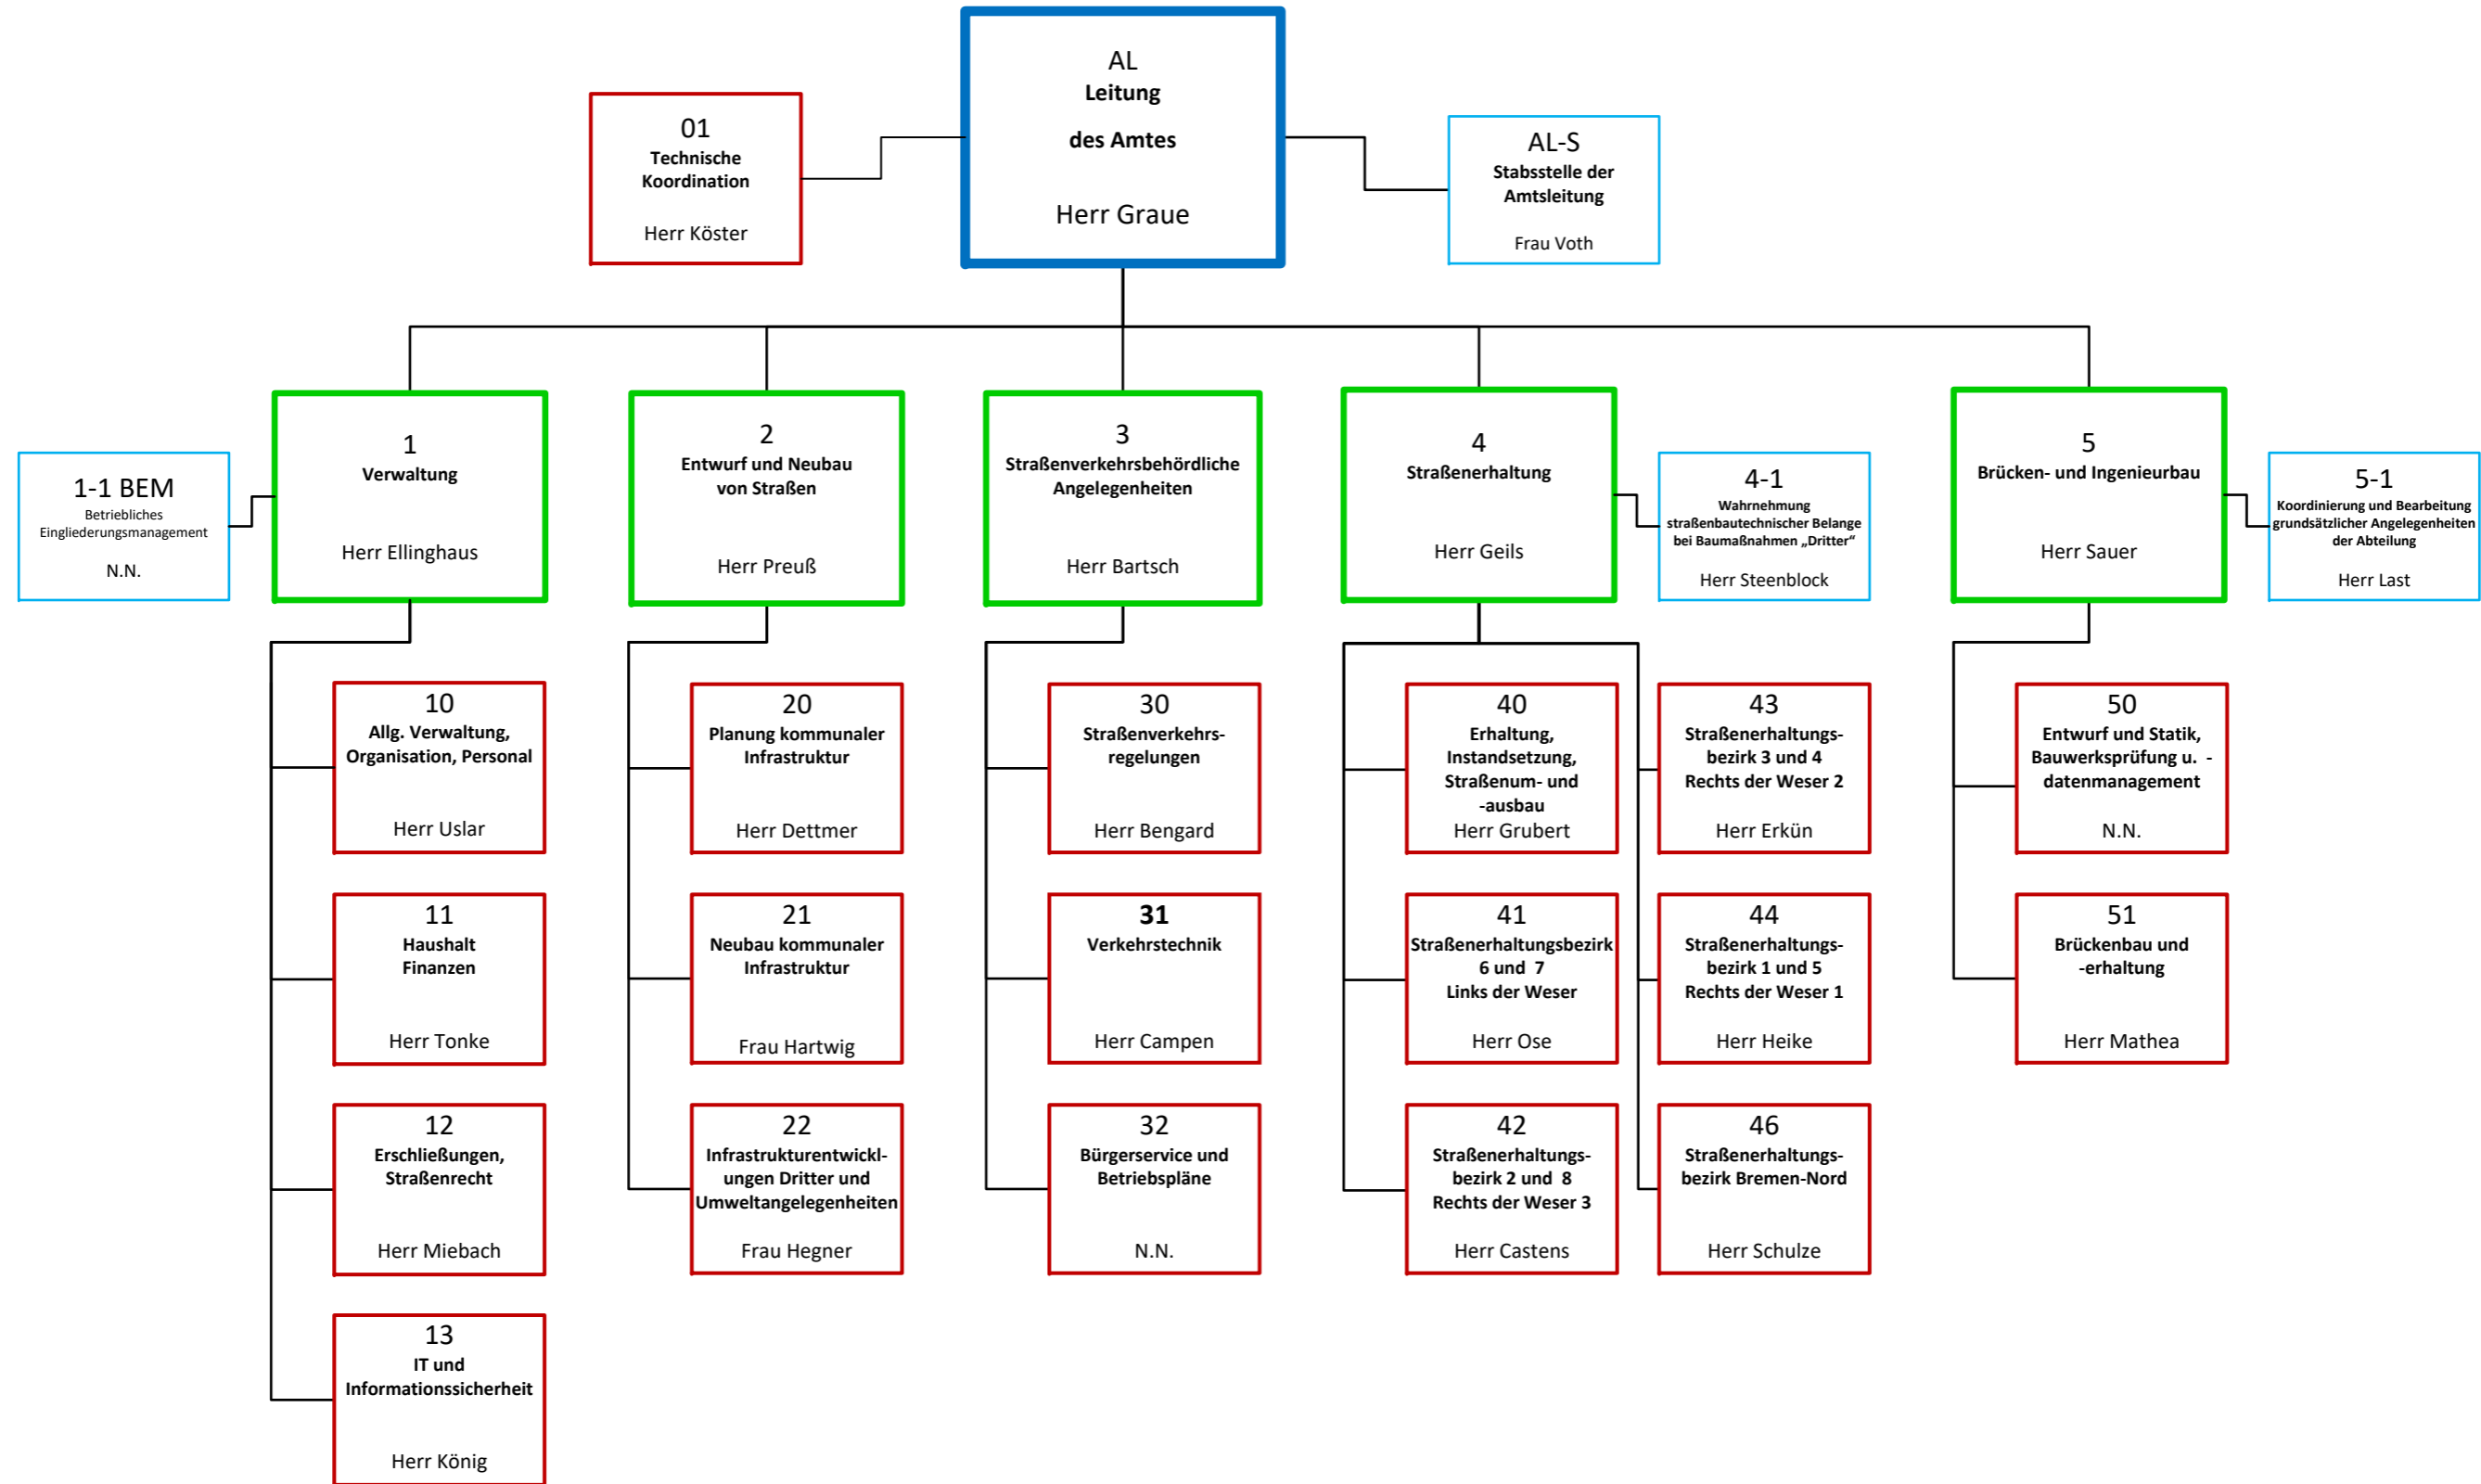 AL
Leitung
des Amtes
Herr Graue
01
Technische
Koordination
Herr Köster
AL-S
Stabsstelle der
Amtsleitung
Frau Voth
1-1 BEM
Betriebliches
Eingliederungsmanagement
N.N.
1
Verwaltung
Herr Ellinghaus
2
Entwurf und Neubau
von Straßen
Herr Preuß
3
Straßenverkehrsbehördliche
Angelegenheiten
Herr Bartsch
4
Straßenerhaltung
Herr Geils
4-1
Wahrnehmung
straßenbautechnischer Belange
bei Baumaßnahmen „Dritter“
Herr Steenblock
5
Brücken- und Ingenieurbau
Herr Sauer
5-1
Koordinierung und Bearbeitung
grundsätzlicher Angelegenheiten
der Abteilung
Herr Last
10
Allg. Verwaltung,
Organisation, Personal
Herr Uslar
20
Planung kommunaler
Infrastruktur
Herr Dettmer
30
Straßenverkehrs-
regelungen
Herr Bengard
40
Erhaltung,
Instandsetzung,
Straßenum- und
-ausbau
Herr Grubert
43
Straßenerhaltungs-
bezirk 3 und 4
Rechts der Weser 2
Herr Erkün
50
Entwurf und Statik,
Bauwerksprüfung u. -
datenmanagement
N.N.
11
Haushalt
Finanzen
Herr Tonke
21
Neubau kommunaler
Infrastruktur
Frau Hartwig
31
Verkehrstechnik
Herr Campen
41
Straßenerhaltungsbezirk
6 und 7
Links der Weser
Herr Ose
44
Straßenerhaltungs-
bezirk 1 und 5
Rechts der Weser 1
Herr Heike
51
Brückenbau und
-erhaltung
Herr Mathea
12
Erschließungen,
Straßenrecht
Herr Miebach
22
Infrastrukturentwickl-
ungen Dritter und
Umweltangelegenheiten
Frau Hegner
32
Bürgerservice und
Betriebspläne
N.N.
42
Straßenerhaltungs-
bezirk 2 und 8
Rechts der Weser 3
Herr Castens
46
Straßenerhaltungs-
bezirk Bremen-Nord
Herr Schulze
13
IT und
Informationssicherheit
Herr König